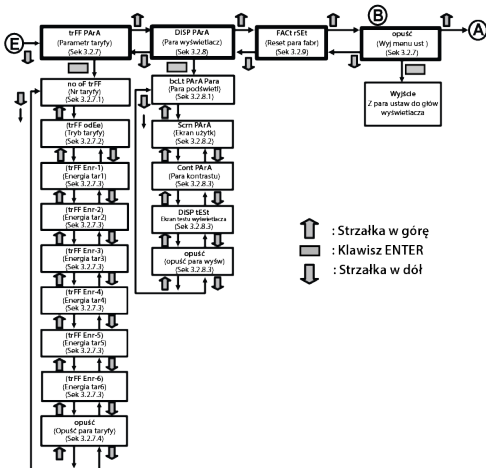 E
trFF PArA
(Parametr taryfy)
(Sek 3.2.7)
DISP PArA
(Para wyświetlacz)
(Sek 3.2.8)
FACt rSEt
(Reset para fabr)
(Sek 3.2.9)
B
opuść
(Wyj menu ust )
(Sek 3.2.7)
A
no oF trFF
(Nr taryfy)
(Sek 3.2.7.1)
(trFF odEe)
(Tryb taryfy)
(Sek 3.2.7.2)
(trFF Enr-1)
(Energia tar1)
(Sek 3.2.7.3)
(trFF Enr-2)
(Energia tar2)
(Sek 3.2.7.3)
(trFF Enr-3)
(Energia tar3)
(Sek 3.2.7.3)
(trFF Enr-4)
(Energia tar4)
(Sek 3.2.7.3)
(trFF Enr-5)
(Energia tar5)
(Sek 3.2.7.3)
(trFF Enr-6)
(Energia tar6)
(Sek 3.2.7.3)
opuść
(Opuść para taryfy)
(Sek 3.2.7.4)
bcLt PArA Para
(Para podświetl)
(Sek 3.2.8.1)
Scrn PArA
(Ekran użytk)
(Sek 3.2.8.2)
Cont PArA
(Para kontrastu)
(Sek 3.2.8.3)
DISP tESt
Ekran testu wyświetlacza
(Sek 3.2.8.3)
opuść
(opuść para wyśw)
(Sek 3.2.8.3)
Wyjście
Z para ustaw do głów
wyświetlacza
: Strzałka w górę
: Klawisz ENTER
: Strzałka w dół